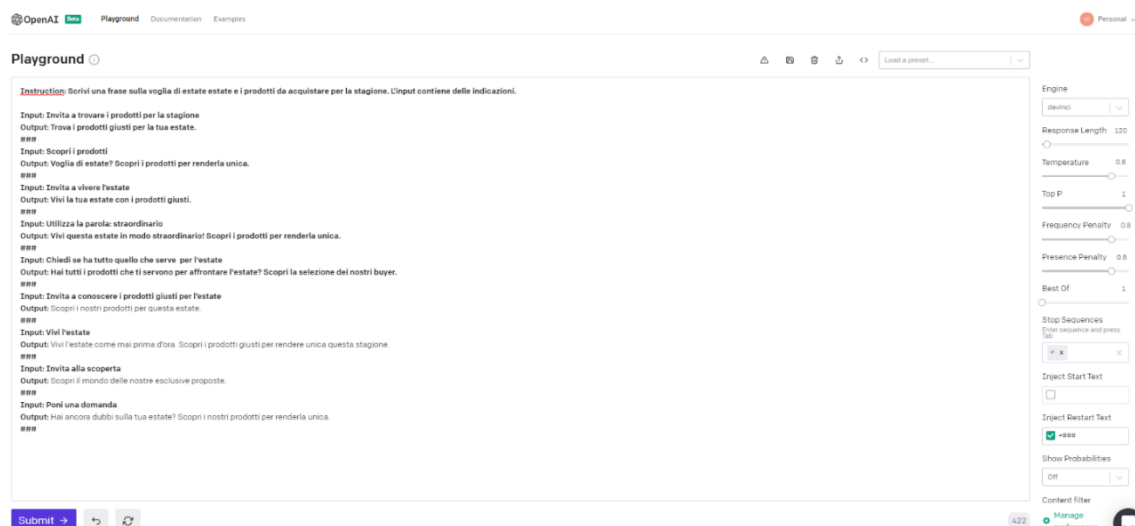 OpenAI Beta Playground Documentation Examples Personal
Playground
Load a preset...
Instruction: Scrivi una frase sulla voglia di estate estate e i prodotti da acquistare per la stagione. L'input contiene delle indicazioni.
Input: Invita a trovare i prodotti per la stagione
Output: Trova i prodotti giusti per la tua estate.
###
Input: Scopri i prodotti
Output: Voglia di estate? Scopri i prodotti per renderla unica.
###
Input: Invita a vivere l'estate
Output: Vivi la tua estate con i prodotti giusti.
###
Input: Utilizza la parola: straordinario
Output: Vivi questa estate in modo straordinario! Scopri i prodotti per renderla unica.
###
Input: Chiedi se ha tutto quello che serve per l'estate
Output: Hai tutti i prodotti che ti servono per affrontare l'estate? Scopri la selezione dei nostri buyer.
###
Input: Invita a conoscere i prodotti giusti per l'estate
Output: Scopri i nostri prodotti per questa estate.
###
Input: Vivi l'estate
Output: Vivi l'estate come mai prima d'ora. Scopri i prodotti giusti per rendere unica questa stagione.
###
Input: Invita alla scoperta
Output: Scopri il mondo delle nostre esclusive proposte.
###
Input: Poni una domanda
Output: Hai ancora dubbi sulla tua estate? Scopri i nostri prodotti per renderla unica.
###
Submit
422
Engine
davinci
Response Length 120
Temperature 0.8
Top P 1
Frequency Penalty 0.8
Presence Penalty 0.8
Best Of 1
Stop Sequences
Enter sequence and press
Tab
Inject Start Text
Inject Restart Text
###
Show Probabilities
Off
Content filter
Manage